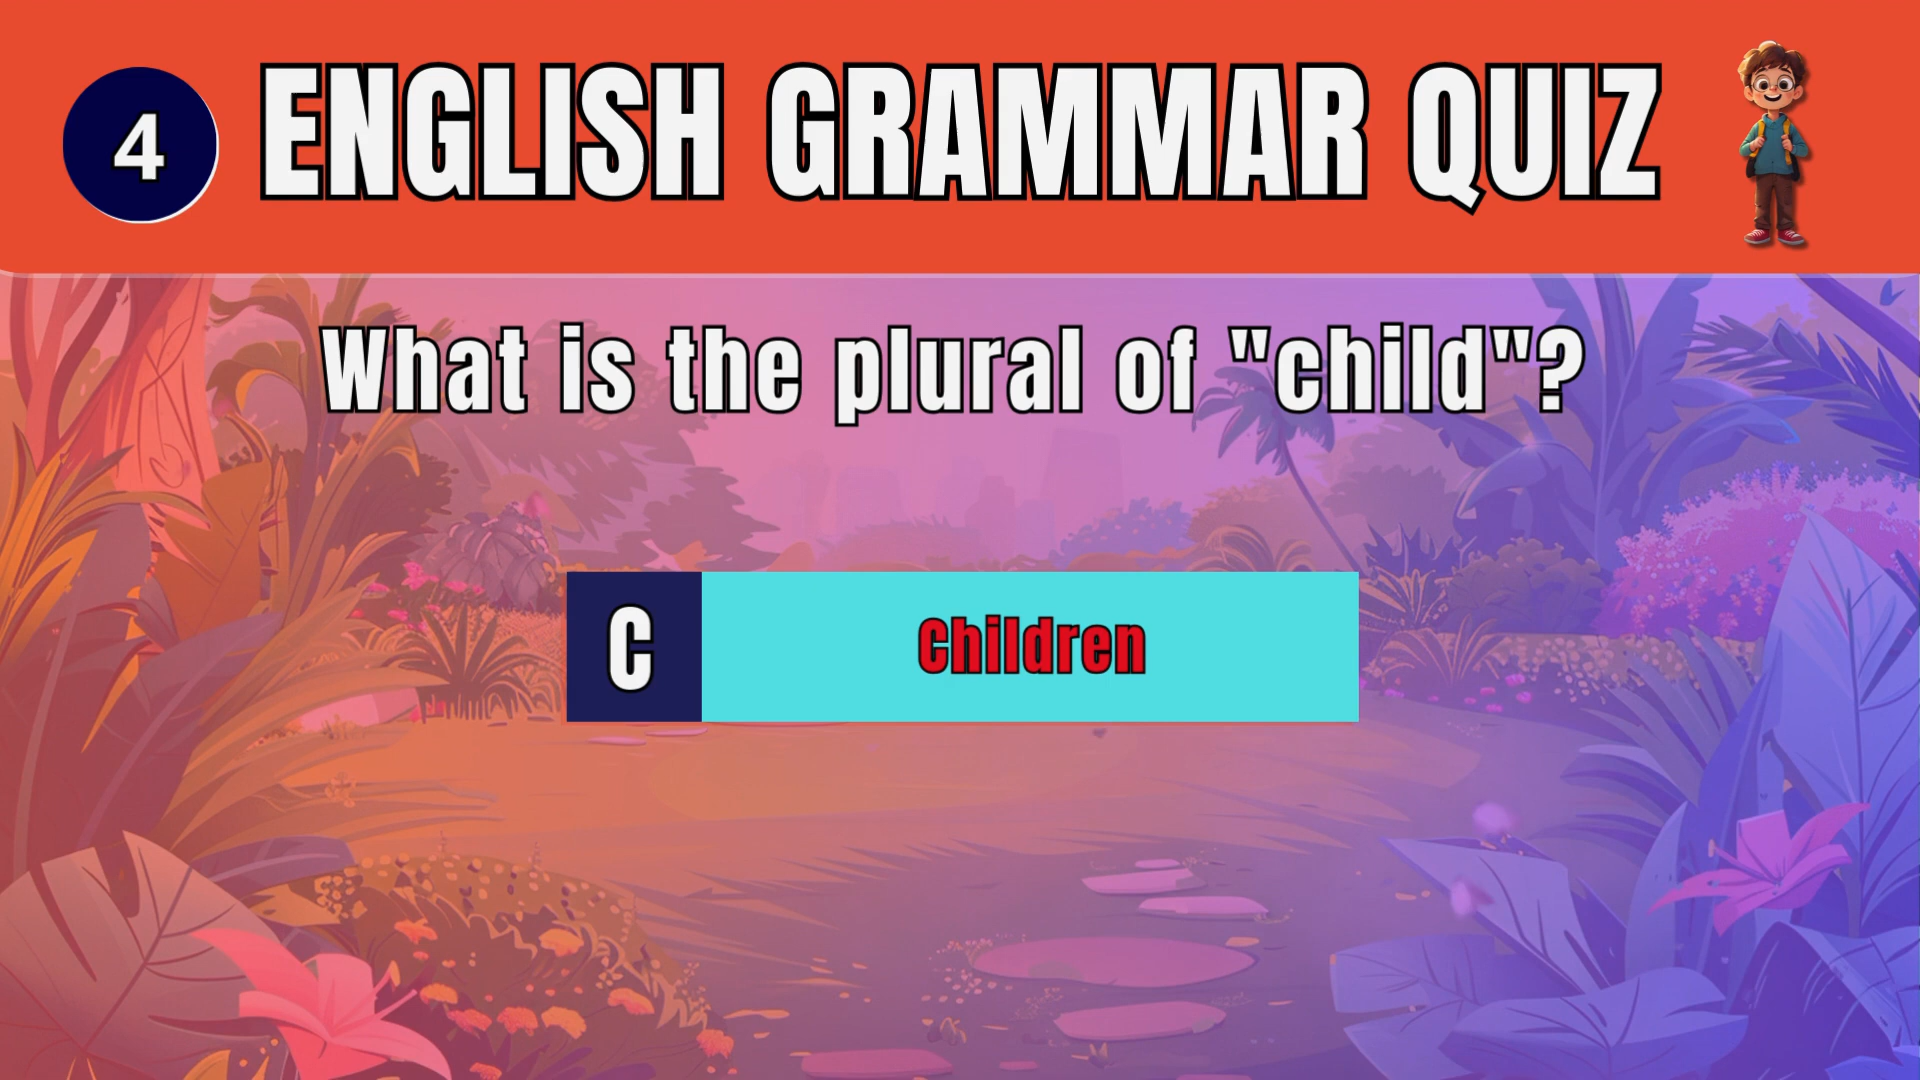 4
ENGLISH GRAMMAR QUIZ
What is the plural of "child"?
C
Children